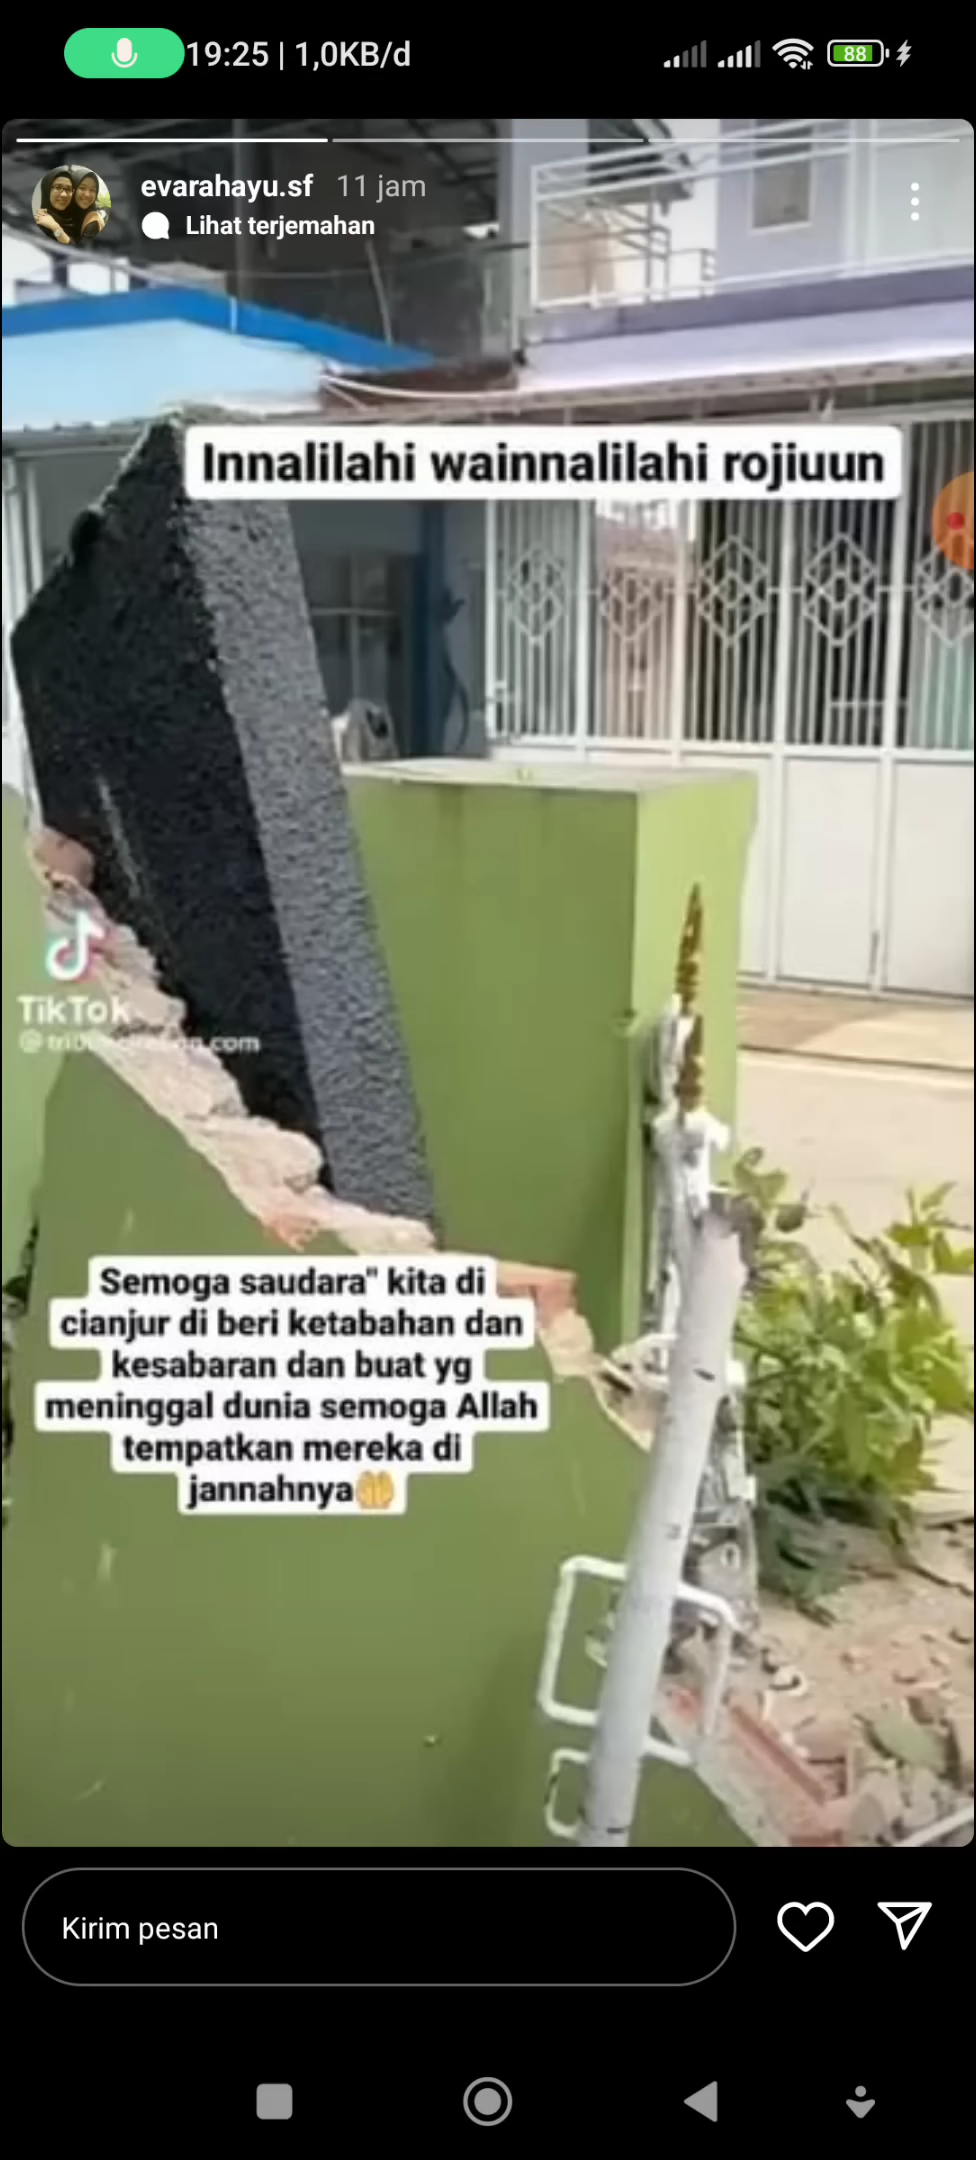 19:25 | 1,0KB/d
88
evarahayu.sf 11 jam
Lihat terjemahan
Innalilahi wainnalilahi rojiuun
TikTok
Semoga saudara" kita di
cianjur di beri ketabahan dan
kesabaran dan buat yg
meninggal dunia semoga Allah
tempatkan mereka di
jannahnya🤲
Kirim pesan